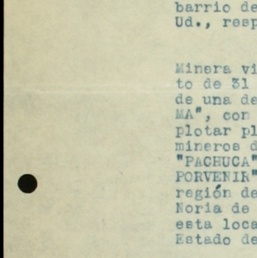 barrio de
Ud., resp
Minera vi
to de 31
de una de
MA", con
plotar pl
mineros d
"PACHUCA"
PORVENIR"
región de
Noria de
esta loca
Estado de